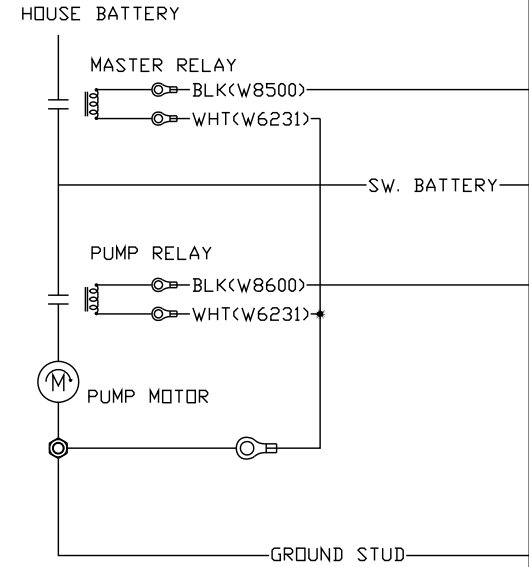 HOUSE BATTERY
MASTER RELAY
BLK(W8500)
WHT(W6231)
SW. BATTERY
PUMP RELAY
BLK(W8600)
WHT(W6231)
M
PUMP MOTOR
GROUND STUD